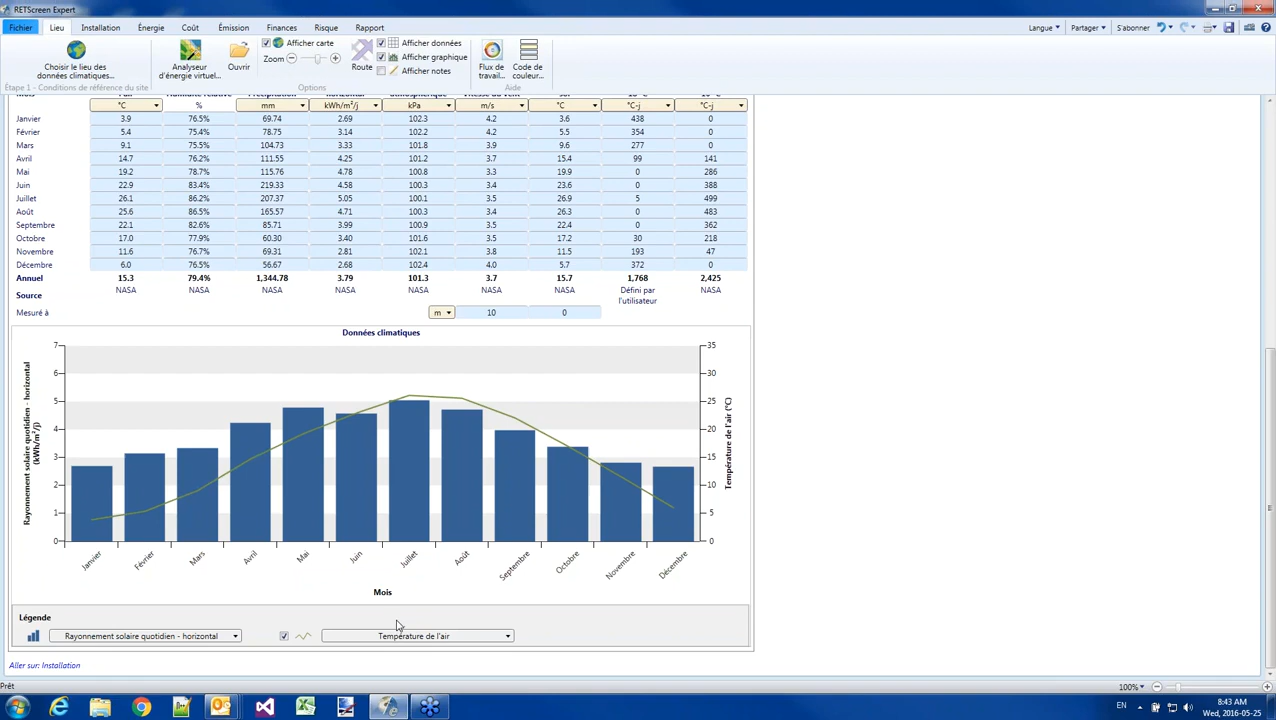 RETScreen Expert
Fichier Lieu Installation Énergie Coût Émission Finances Risque Rapport Langue Partager S'abonner
Choisir le lieu des données climatiques...
Analyseur d'énergie virtuel...
Ouvrir
Afficher carte
Zoom
Route
Afficher données
Afficher graphique
Afficher notes
Flux de travail...
Code de couleur...
Étape 1 - Conditions de référence du site Options Aide
°C % mm kWh/m²/j kPa m/s °C °C-j °C-j
Janvier 3.9 76.5% 69.74 2.69 102.3 4.2 3.6 438 0
Février 5.4 75.4% 78.75 3.14 102.2 4.2 5.5 354 0
Mars 9.1 75.5% 104.73 3.33 101.8 3.9 9.6 277 0
Avril 14.7 76.2% 111.55 4.25 101.2 3.7 15.4 99 141
Mai 19.2 78.7% 115.76 4.78 100.8 3.3 19.9 0 286
Juin 22.9 83.4% 219.33 4.58 100.3 3.4 23.6 0 388
Juillet 26.1 86.2% 207.37 5.05 100.1 3.5 26.9 5 499
Août 25.6 86.5% 165.57 4.71 100.3 3.4 26.3 0 483
Septembre 22.1 82.6% 85.71 3.99 100.9 3.5 22.4 0 362
Octobre 17.0 77.9% 60.30 3.40 101.6 3.5 17.2 30 218
Novembre 11.6 76.7% 69.31 2.81 102.1 3.8 11.5 193 47
Décembre 6.0 76.5% 56.67 2.68 102.4 4.0 5.7 372 0
Annuel 15.3 79.4% 1,344.78 3.79 101.3 3.7 15.7 1,768 2,425
Source NASA NASA NASA NASA NASA NASA NASA Défini par l'utilisateur NASA
Mesuré à m 10 0
Données climatiques
Rayonnement solaire quotidien - horizontal
(kWh/m²/j)
7 6 5 4 3 2 1 0
35 30 25 20 15 10 5 0
Température de l'air (°C)
Janvier Février Mars Avril Mai Juin Juillet Août Septembre Octobre Novembre Décembre
Mois
Légende
Rayonnement solaire quotidien - horizontal Température de l'air
Aller sur: Installation
Prêt 100%
EN 8:43 AM
Wed, 2016-05-25